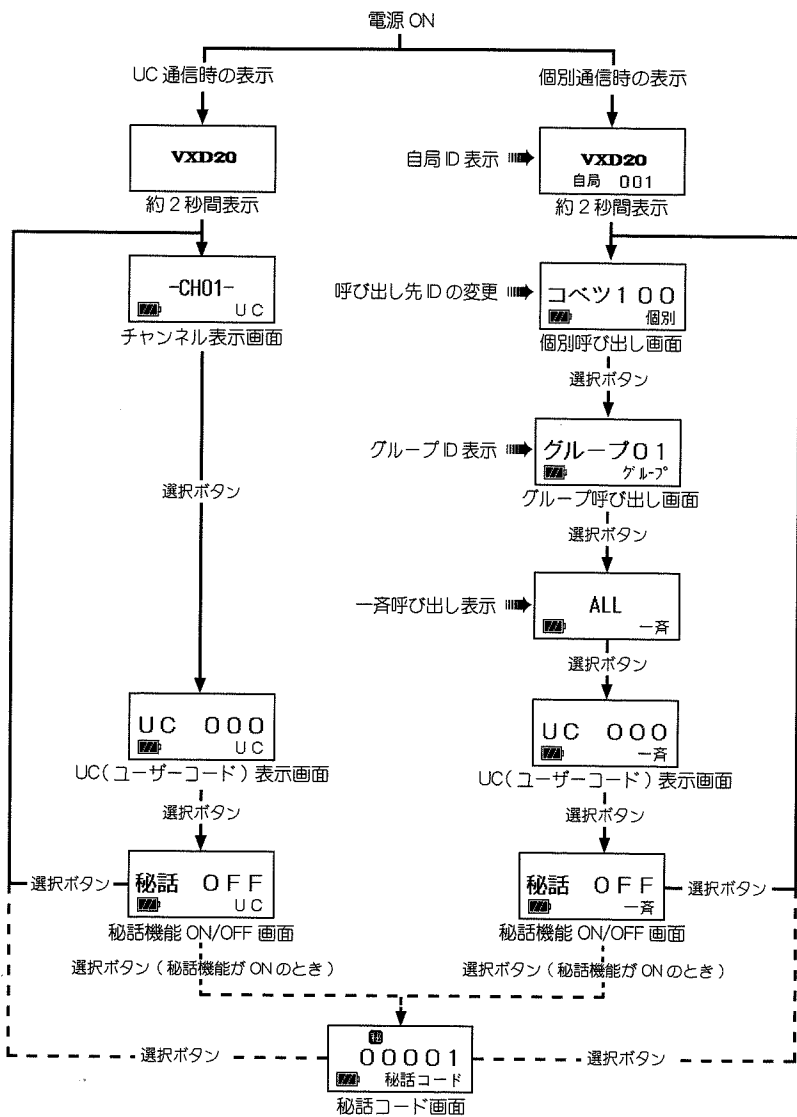 電源 ON
UC 通信時の表示
個別通信時の表示
VXD20
自局 ID 表示
VXD20
自局 001
約2秒間表示
約2秒間表示
-CH01-
UC
チャンネル表示画面
呼び出し先 ID の変更
コベツ100
個別
個別呼び出し画面
選択ボタン
グループ ID 表示
グループ01
グループ
グループ呼び出し画面
選択ボタン
選択ボタン
一斉呼び出し表示
ALL
一斉
選択ボタン
UC 000
UC
UC(ユーザーコード) 表示画面
UC 000
一斉
UC(ユーザーコード) 表示画面
選択ボタン
選択ボタン
選択ボタン
秘話 OFF
UC
秘話機能 ON/OFF 画面
秘話 OFF
一斉
選択ボタン
秘話機能 ON/OFF 画面
選択ボタン(秘話機能が ON のとき)
選択ボタン(秘話機能が ON のとき)
選択ボタン
秘
00001
秘話コード
選択ボタン
秘話コード画面